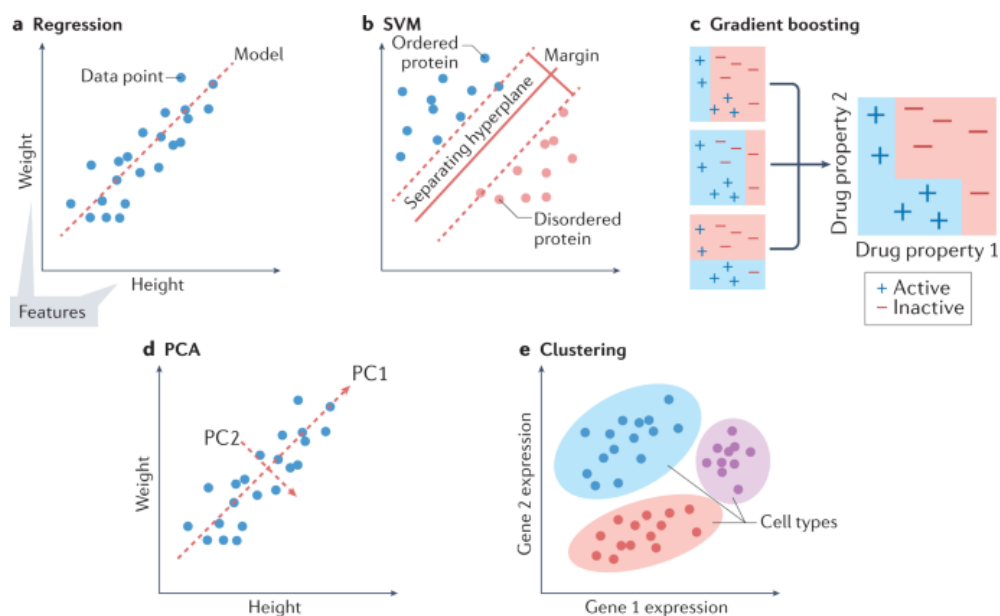 a Regression
Model
Data point
Weight
Height
Features
b SVM
Ordered
protein
Margin
Separating hyperplane
Disordered
protein
c Gradient boosting
Drug property 2
Drug property 1
+ Active
− Inactive
d PCA
PC1
PC2
Weight
Height
e Clustering
Gene 2 expression
Cell types
Gene 1 expression